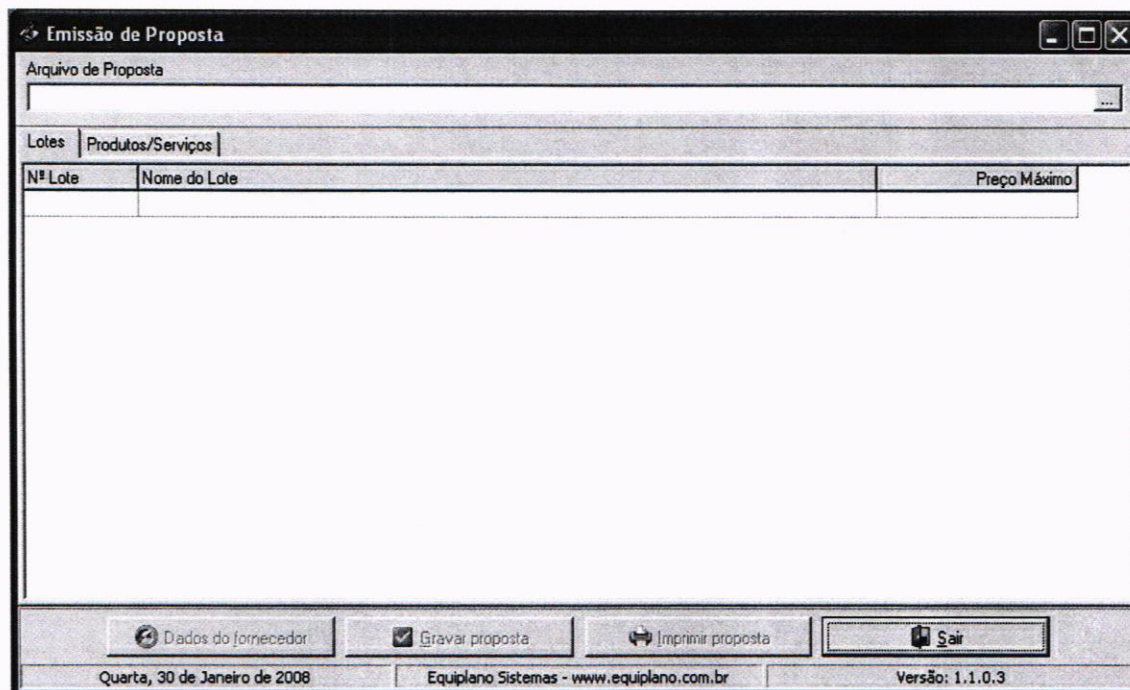 Emissão de Proposta
Arquivo de Proposta
...
Lotes Produtos/Serviços
Nº Lote Nome do Lote Preço Máximo
Dados do fornecedor Gravar proposta Imprimir proposta Sair
Quarta, 30 de Janeiro de 2008 Equiplano Sistemas - www.equiplano.com.br Versão: 1.1.0.3